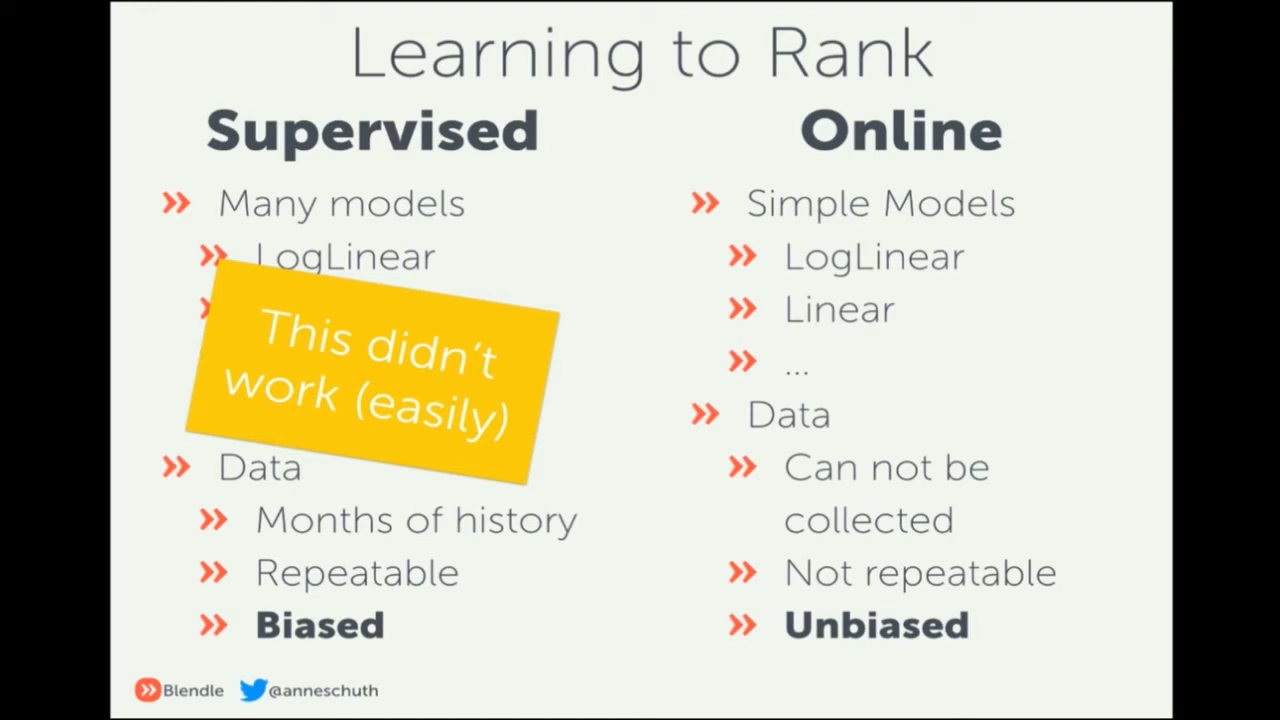 Learning to Rank
Supervised
Many models
LogLinear
This didn't
work (easily)
Data
Months of history
Repeatable
Biased
Online
Simple Models
LogLinear
Linear
...
Data
Can not be
collected
Not repeatable
Unbiased
Blendle @anneschuth